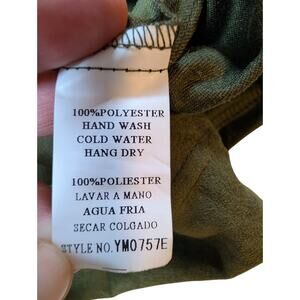 100%POLYESTER
HAND WASH
COLD WATER
HANG DRY
100%POLIESTER
LAVAR A MANO
AGUA FRIA
SECAR COLGADO
STYLE NO.YM0757E